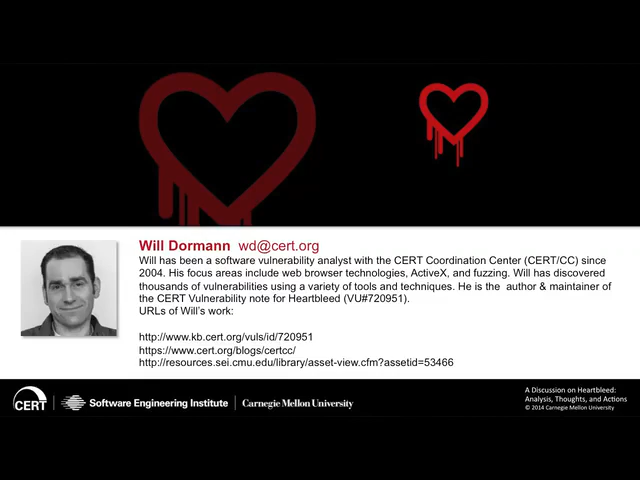 Will Dormann wd@cert.org
Will has been a software vulnerability analyst with the CERT Coordination Center (CERT/CC) since
2004. His focus areas include web browser technologies, ActiveX, and fuzzing. Will has discovered
thousands of vulnerabilities using a variety of tools and techniques. He is the author & maintainer of
the CERT Vulnerability note for Heartbleed (VU#720951).
URLs of Will's work:
http://www.kb.cert.org/vuls/id/720951
https://www.cert.org/blogs/certcc/
http://resources.sei.cmu.edu/library/asset-view.cfm?assetid=53466
CERT | Software Engineering Institute | Carnegie Mellon University
A Discussion on Heartbleed:
Analysis, Thoughts, and Actions
© 2014 Carnegie Mellon University